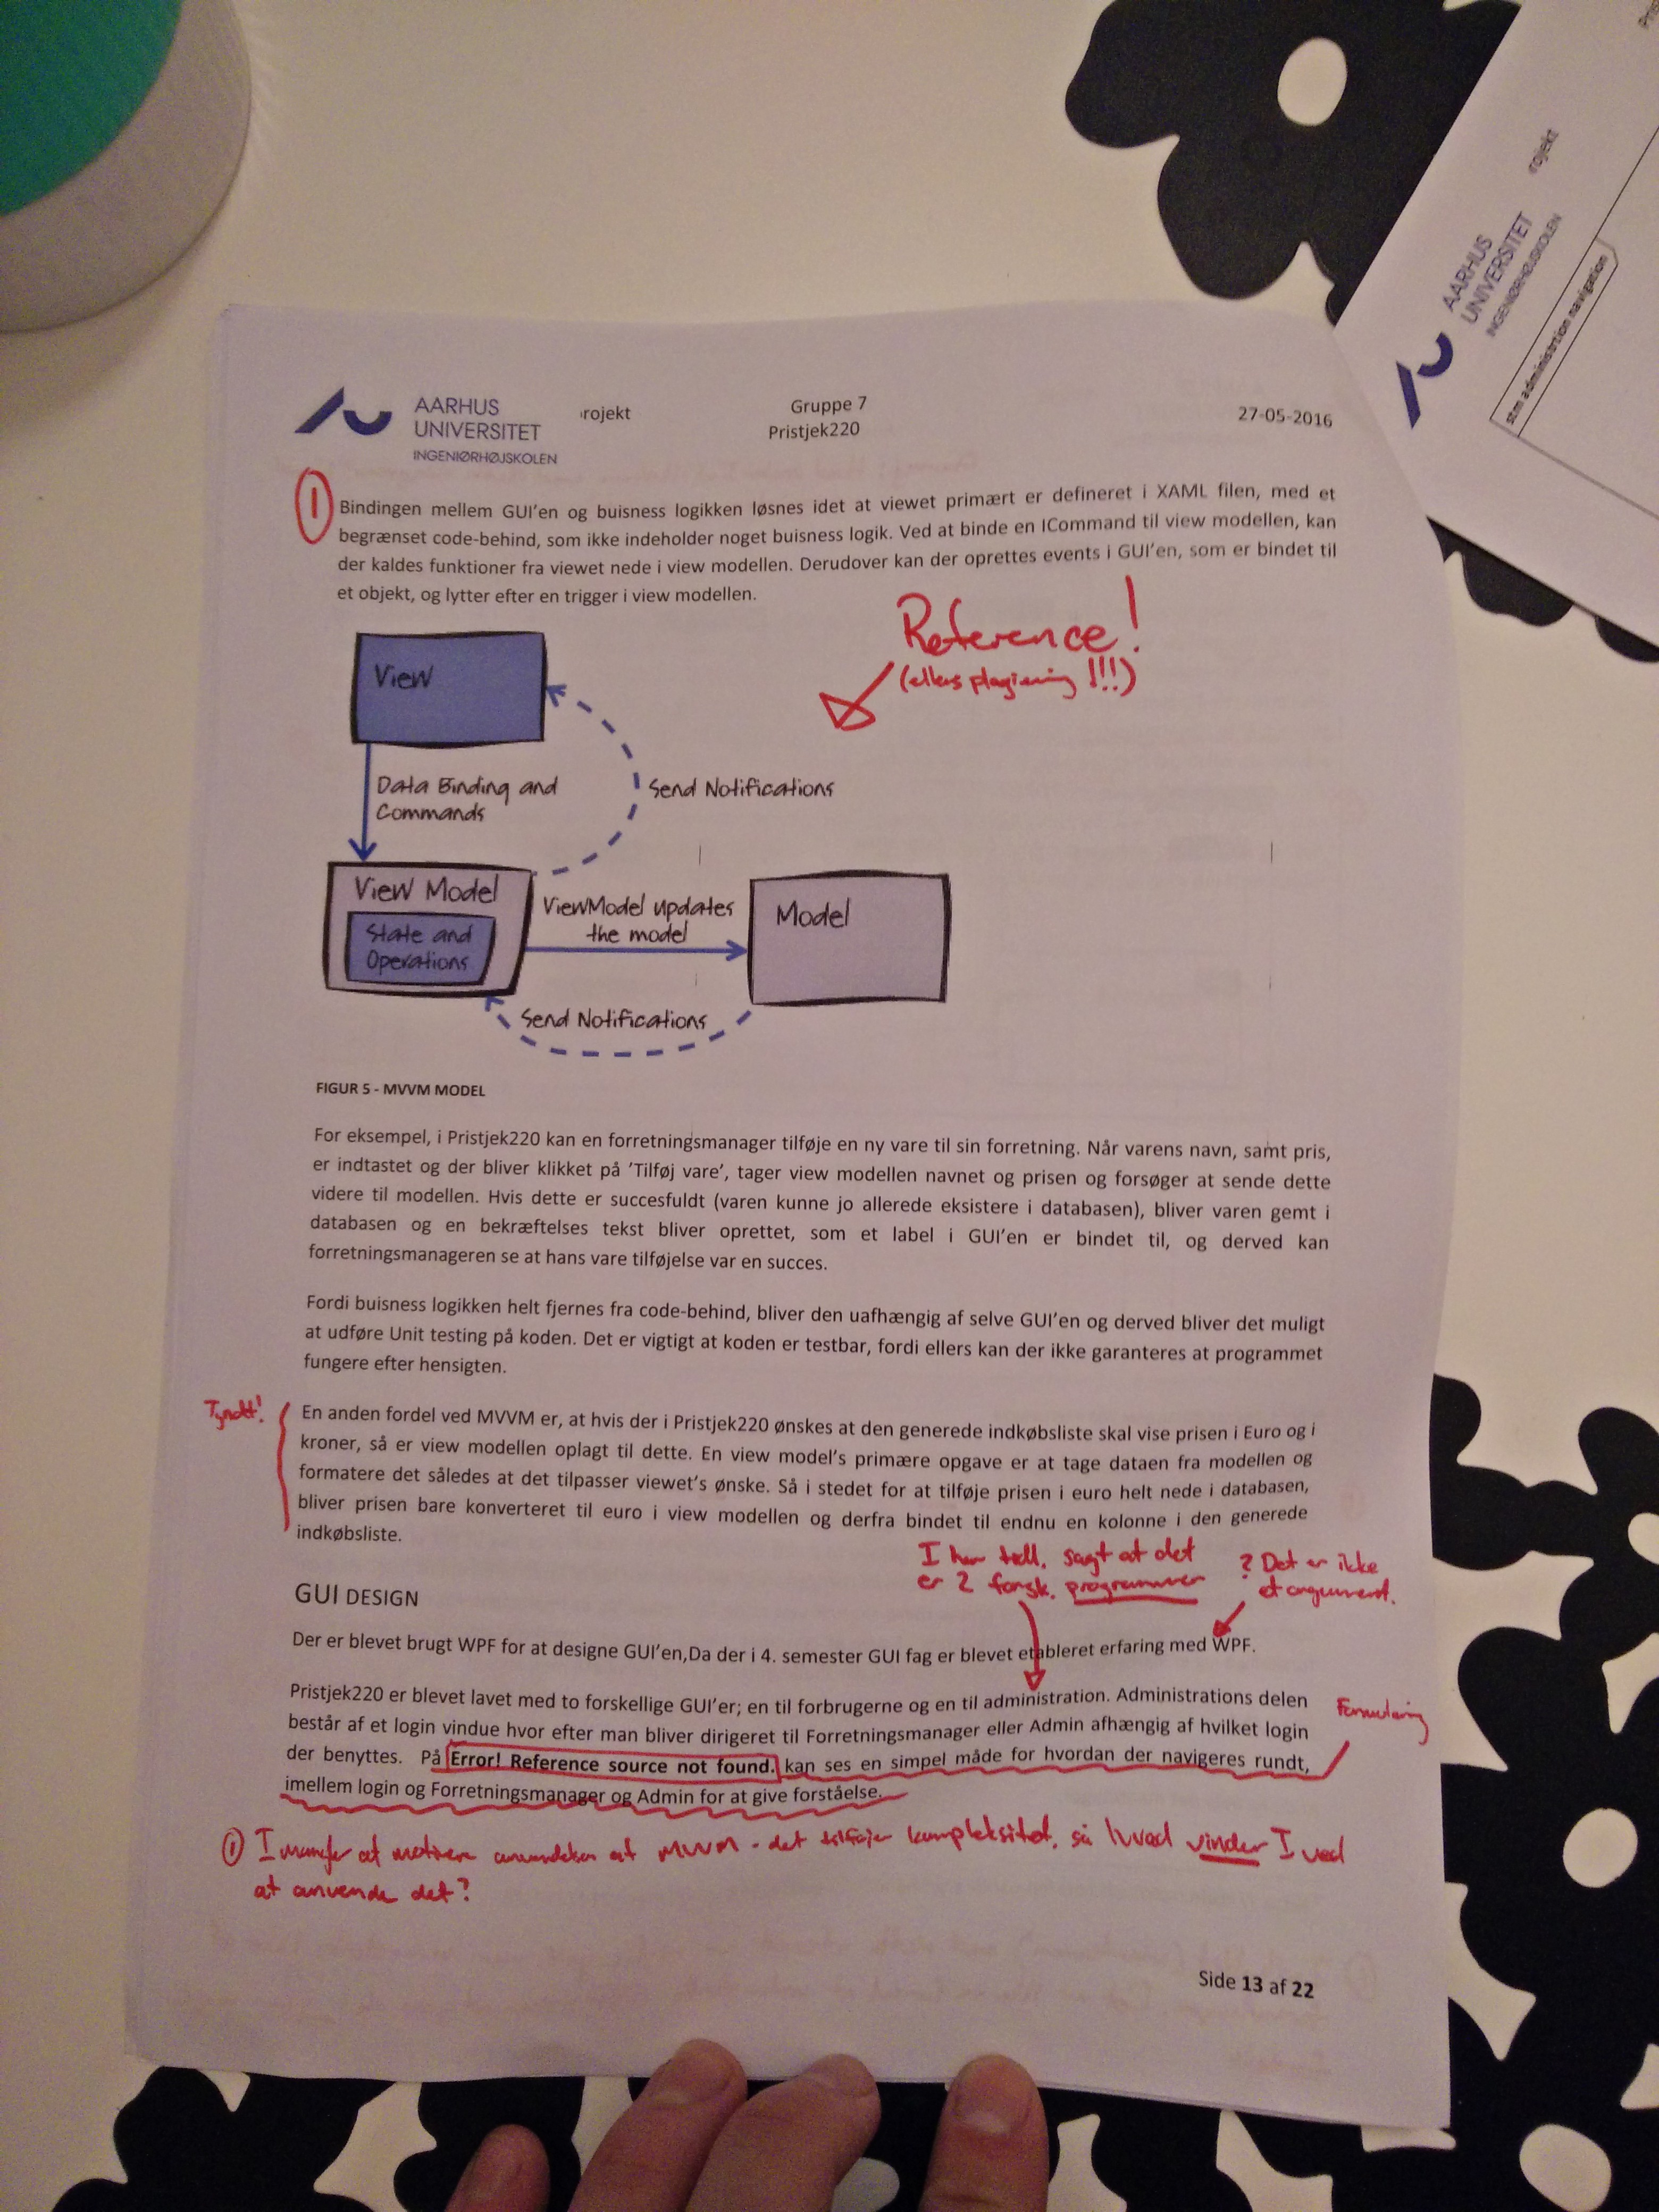 AARHUS
UNIVERSITET
INGENIØRHØJSKOLEN
rojekt
Gruppe 7
Pristjek220
27-05-2016
AARHUS
UNIVERSITET
INGENIØRHØJSKOLEN
rojekt
stm administrtion navigation
1
Bindingen mellem GUI'en og buisness logikken løsnes idet at viewet primært er defineret i XAML filen, med et
begrænset code-behind, som ikke indeholder noget buisness logik. Ved at binde en ICommand til view modellen, kan
der kaldes funktioner fra viewet nede i view modellen. Derudover kan der oprettes events i GUI'en, som er bindet til
et objekt, og lytter efter en trigger i view modellen.
Reference!
(ellers plagiering !!!)
View
Data Binding and
Commands
Send Notifications
View Model
State and
Operations
ViewModel updates
the model
Model
Send Notifications
FIGUR 5 - MVVM MODEL
For eksempel, i Pristjek220 kan en forretningsmanager tilføje en ny vare til sin forretning. Når varens navn, samt pris,
er indtastet og der bliver klikket på 'Tilføj vare', tager view modellen navnet og prisen og forsøger at sende dette
videre til modellen. Hvis dette er succesfuldt (varen kunne jo allerede eksistere i databasen), bliver varen gemt i
databasen og en bekræftelses tekst bliver oprettet, som et label i GUI'en er bindet til, og derved kan
forretningsmanageren se at hans vare tilføjelse var en succes.
Fordi buisness logikken helt fjernes fra code-behind, bliver den uafhængig af selve GUI'en og derved bliver det muligt
at udføre Unit testing på koden. Det er vigtigt at koden er testbar, fordi ellers kan der ikke garanteres at programmet
fungere efter hensigten.
Tyndt!
En anden fordel ved MVVM er, at hvis der i Pristjek220 ønskes at den generede indkøbsliste skal vise prisen i Euro og i
kroner, så er view modellen oplagt til dette. En view model's primære opgave er at tage dataen fra modellen og
formatere det således at det tilpasser viewet's ønske. Så i stedet for at tilføje prisen i euro helt nede i databasen,
bliver prisen bare konverteret til euro i view modellen og derfra bindet til endnu en kolonne i den generede
indkøbsliste.
I har tidl. sagt at det
er 2 forsk. programmer
? Det er ikke
et argument.
GUI DESIGN
Der er blevet brugt WPF for at designe GUI'en,Da der i 4. semester GUI fag er blevet etableret erfaring med WPF.
Pristjek220 er blevet lavet med to forskellige GUI'er; en til forbrugerne og en til administration. Administrations delen
består af et login vindue hvor efter man bliver dirigeret til Forretningsmanager eller Admin afhængig af hvilket login
der benyttes. På Error! Reference source not found. kan ses en simpel måde for hvordan der navigeres rundt,
imellem login og Forretningsmanager og Admin for at give forståelse.
Formulering
1 I mangler at motivere anvendelsen af MVVM - det tilføjer kompleksitet, så hvad vinder I ved
at anvende det?
Side 13 af 22